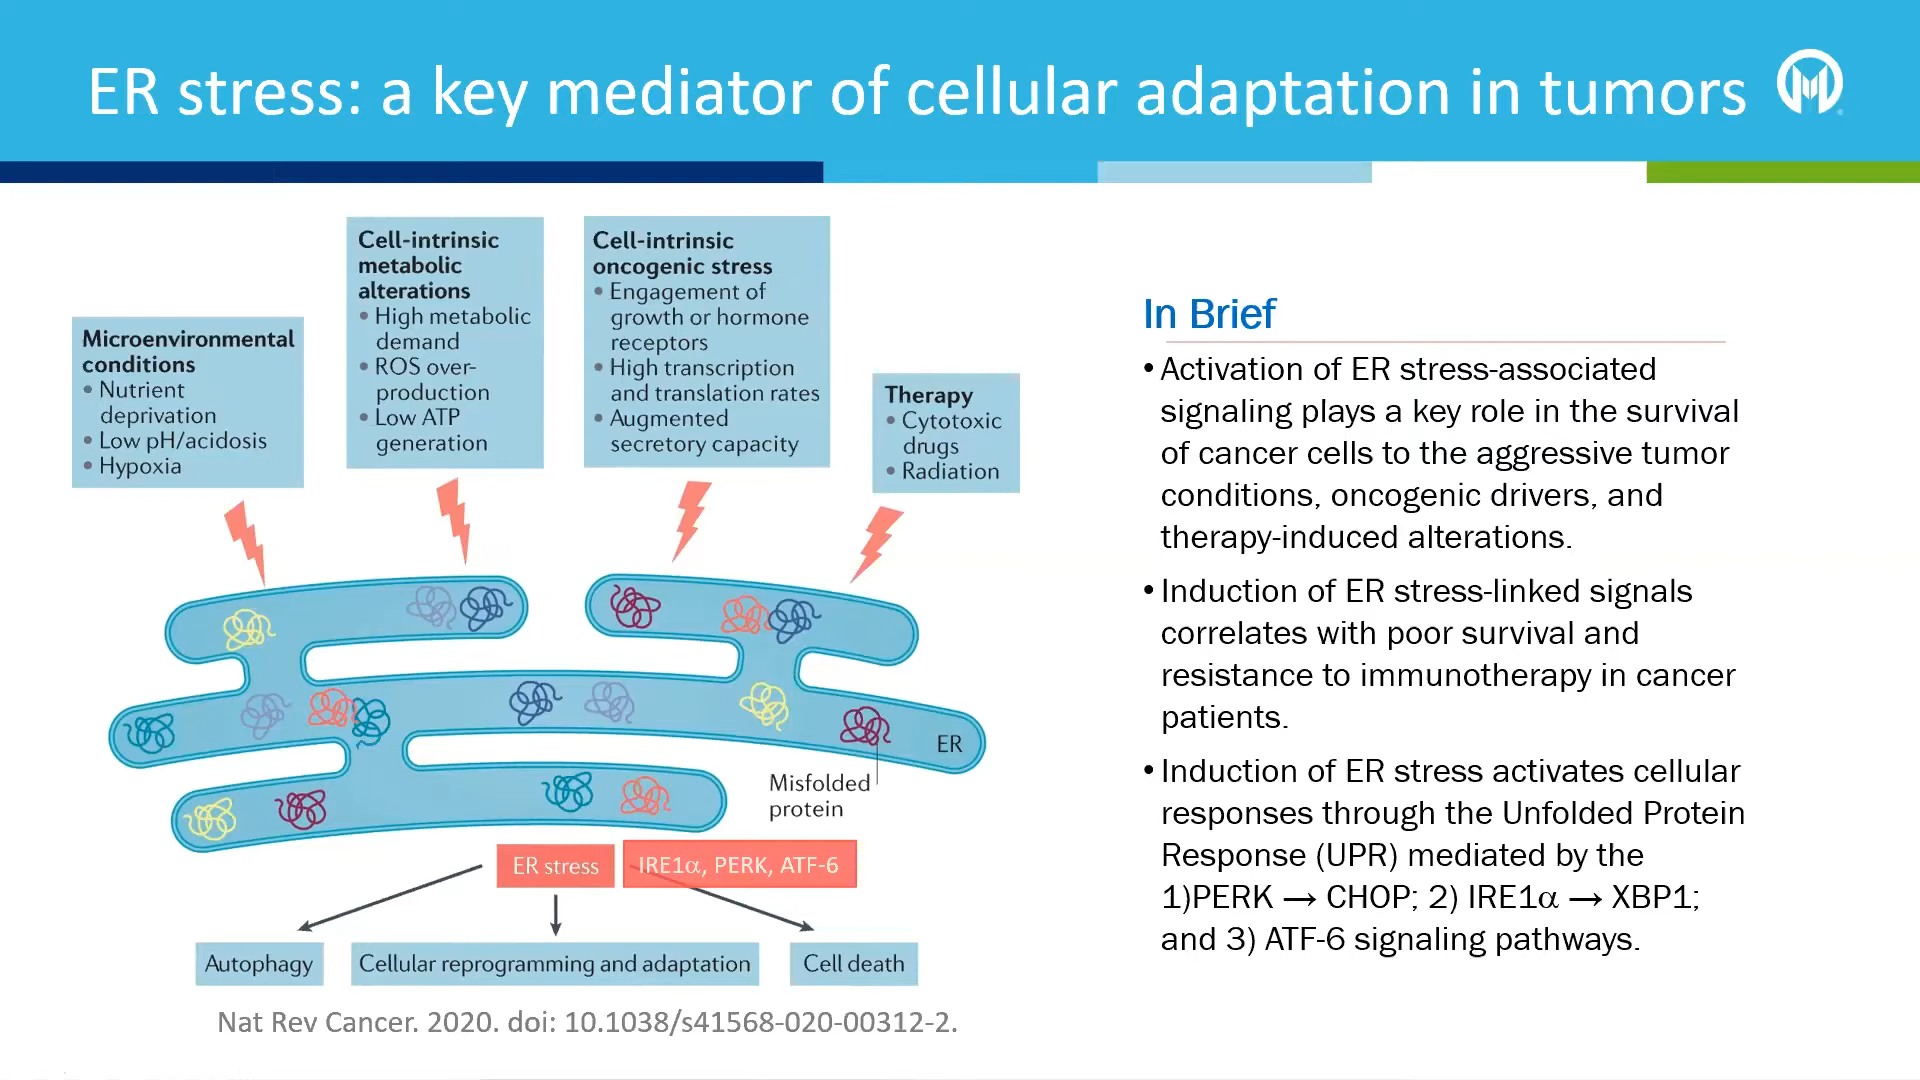 ER stress: a key mediator of cellular adaptation in tumors
Microenvironmental
conditions
• Nutrient
deprivation
• Low pH/acidosis
• Hypoxia
Cell-intrinsic
metabolic
alterations
• High metabolic
demand
• ROS over-
production
• Low ATP
generation
Cell-intrinsic
oncogenic stress
• Engagement of
growth or hormone
receptors
• High transcription
and translation rates
• Augmented
secretory capacity
Therapy
• Cytotoxic
drugs
• Radiation
ER
Misfolded
protein
ER stress
IRE1α, PERK, ATF-6
Autophagy
Cellular reprogramming and adaptation
Cell death
Nat Rev Cancer. 2020. doi: 10.1038/s41568-020-00312-2.
In Brief
• Activation of ER stress-associated
signaling plays a key role in the survival
of cancer cells to the aggressive tumor
conditions, oncogenic drivers, and
therapy-induced alterations.
• Induction of ER stress-linked signals
correlates with poor survival and
resistance to immunotherapy in cancer
patients.
• Induction of ER stress activates cellular
responses through the Unfolded Protein
Response (UPR) mediated by the
1)PERK → CHOP; 2) IRE1α → XBP1;
and 3) ATF-6 signaling pathways.